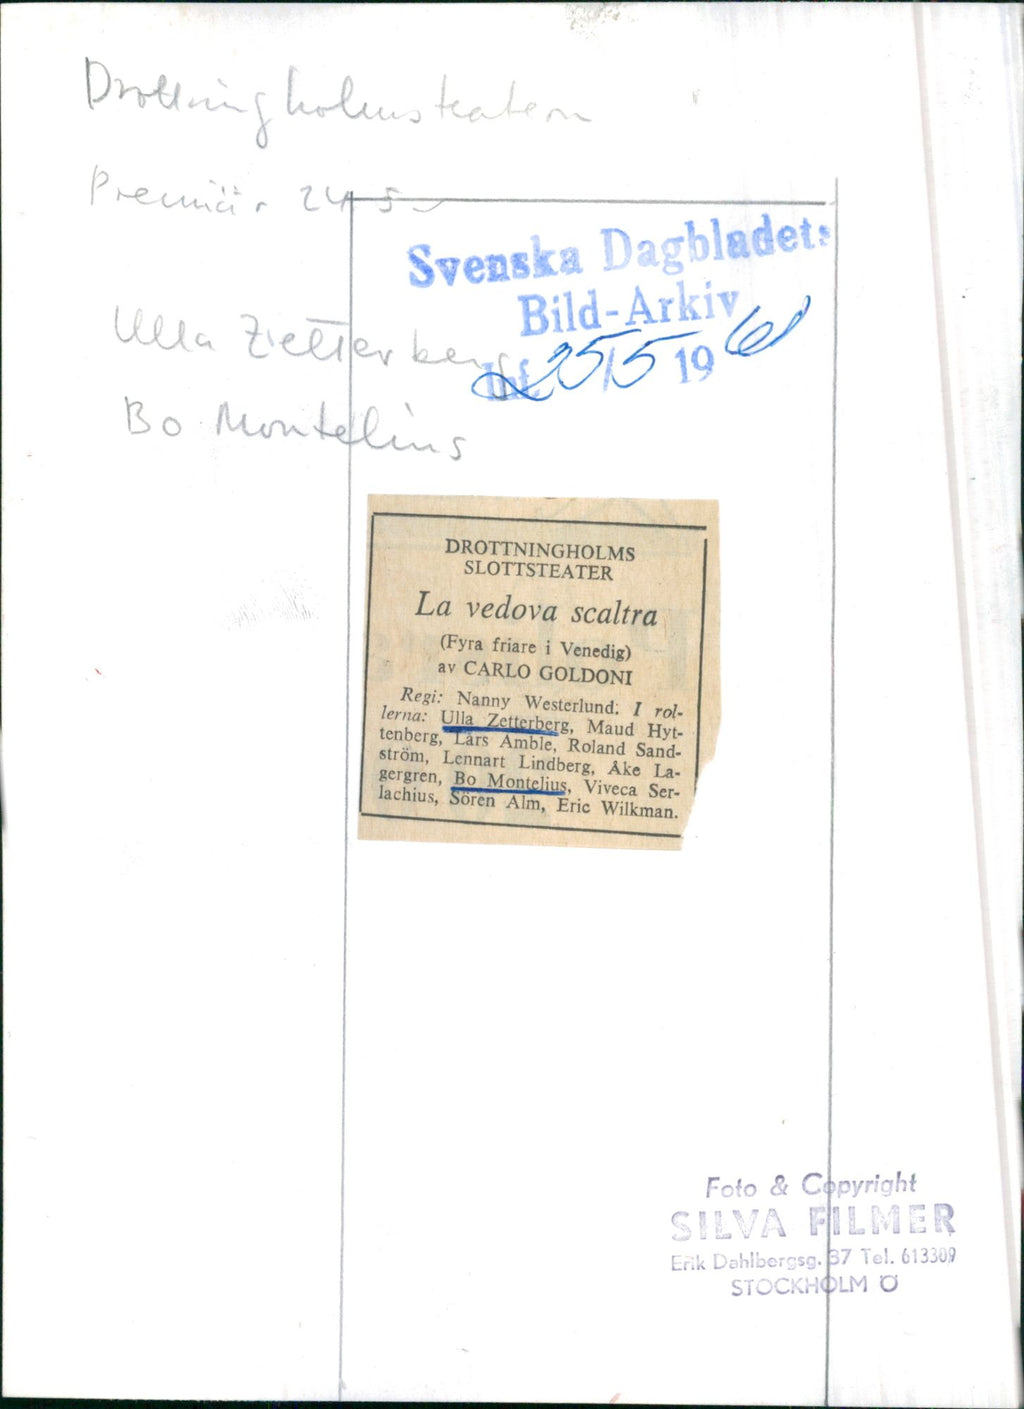 Drottningholmsteatern
Premiär 24/5
Ulla Zetterberg
Bo Montelius
Svenska Dagbladets
Bild-Arkiv
Inf. 25/5 1961
DROTTNINGHOLMS
SLOTTSTEATER
La vedova scaltra
(Fyra friare i Venedig)
av CARLO GOLDONI
Regi: Nanny Westerlund. I rol-
lerna: Ulla Zetterberg, Maud Hyt-
tenberg, Lars Amble, Roland Sand-
ström, Lennart Lindberg, Åke La-
gergren, Bo Montelius, Viveca Ser-
lachius, Sören Alm, Eric Wilkman.
Foto & Copyright
SILVA FILMER
Erik Dahlbergsg. 37 Tel. 613309
STOCKHOLM Ö